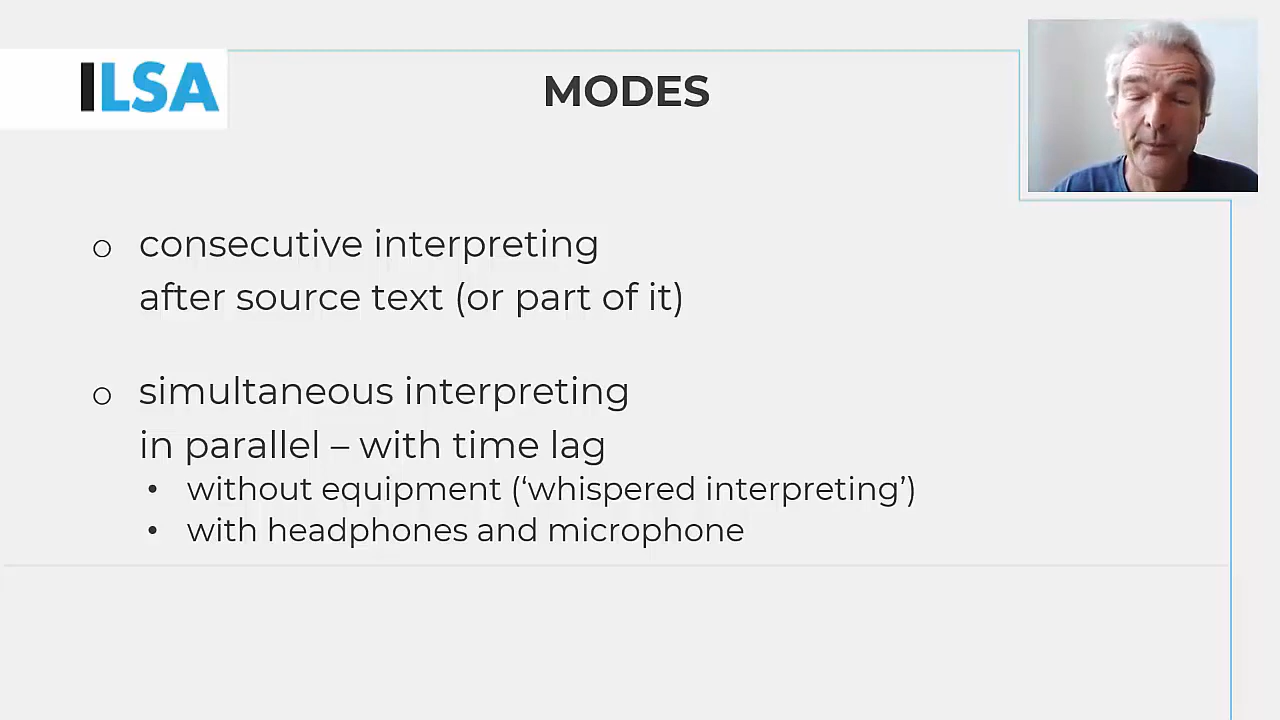 ILSA
MODES
o consecutive interpreting
after source text (or part of it)
o simultaneous interpreting
in parallel – with time lag
• without equipment (‘whispered interpreting’)
• with headphones and microphone